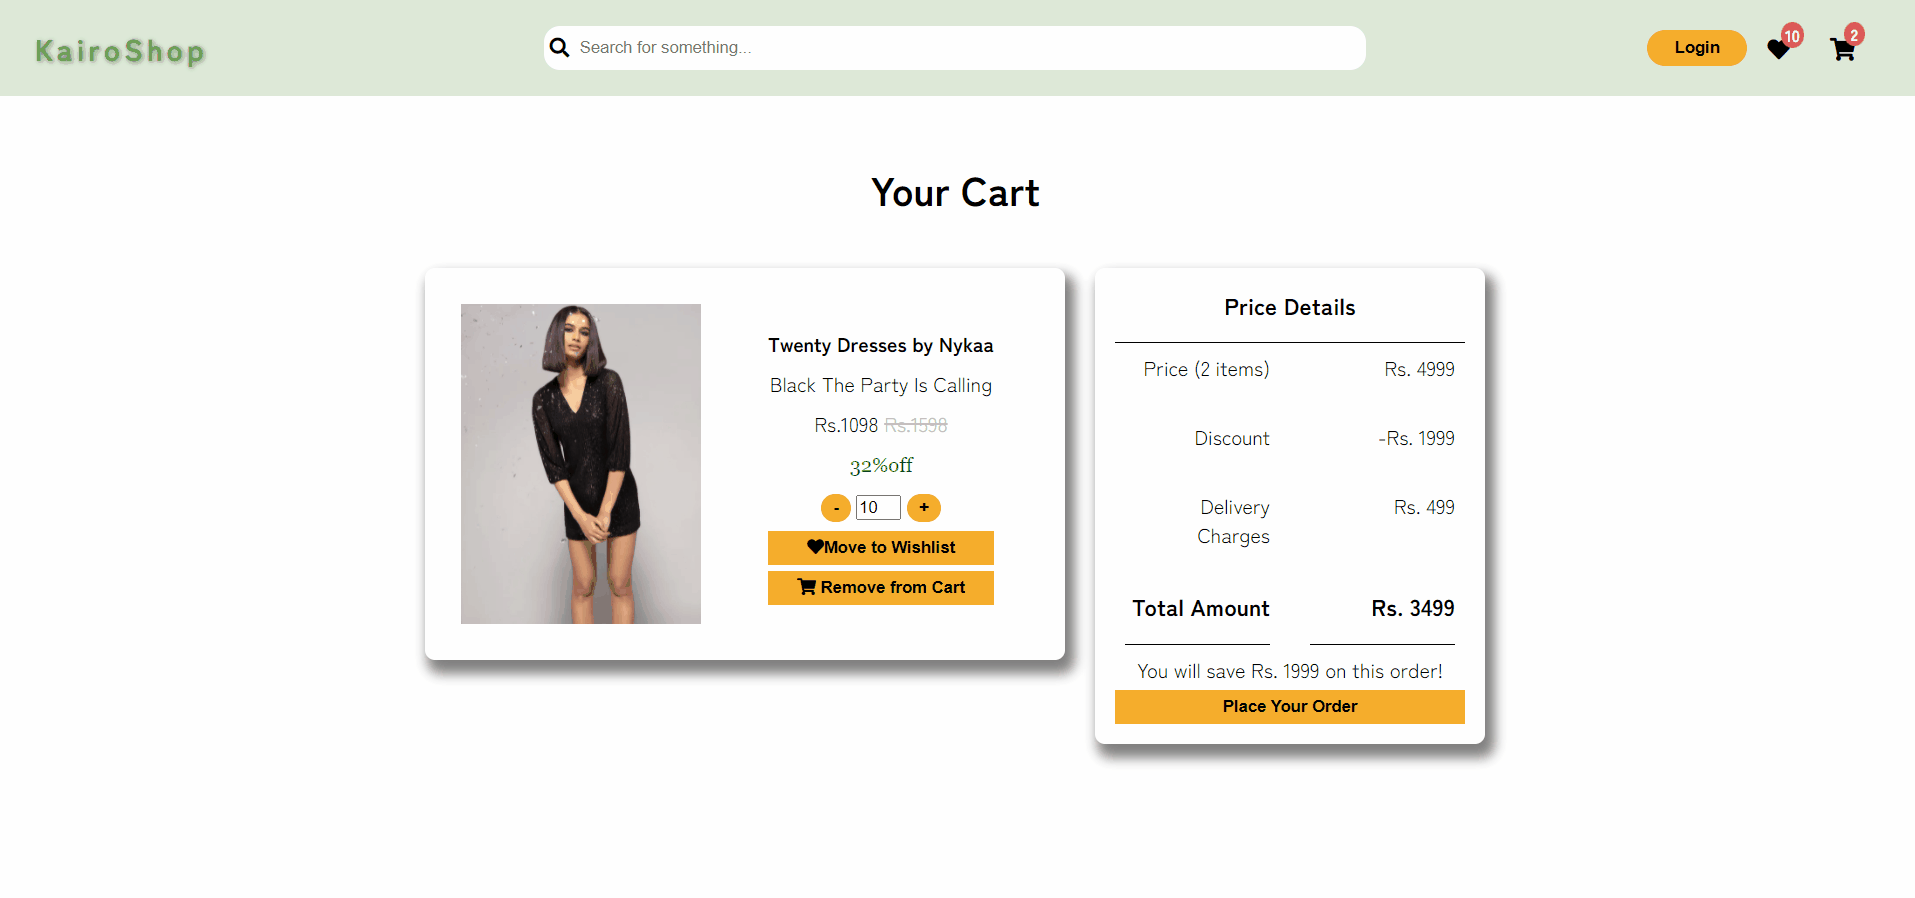 KairoShop
Search for something...
Login
10
2
Your Cart
Twenty Dresses by Nykaa
Black The Party Is Calling
Rs.1098 Rs.1598
32%off
- 10 +
Move to Wishlist
Remove from Cart
Price Details
Price (2 items) Rs. 4999
Discount -Rs. 1999
Delivery Rs. 499
Charges
Total Amount Rs. 3499
You will save Rs. 1999 on this order!
Place Your Order